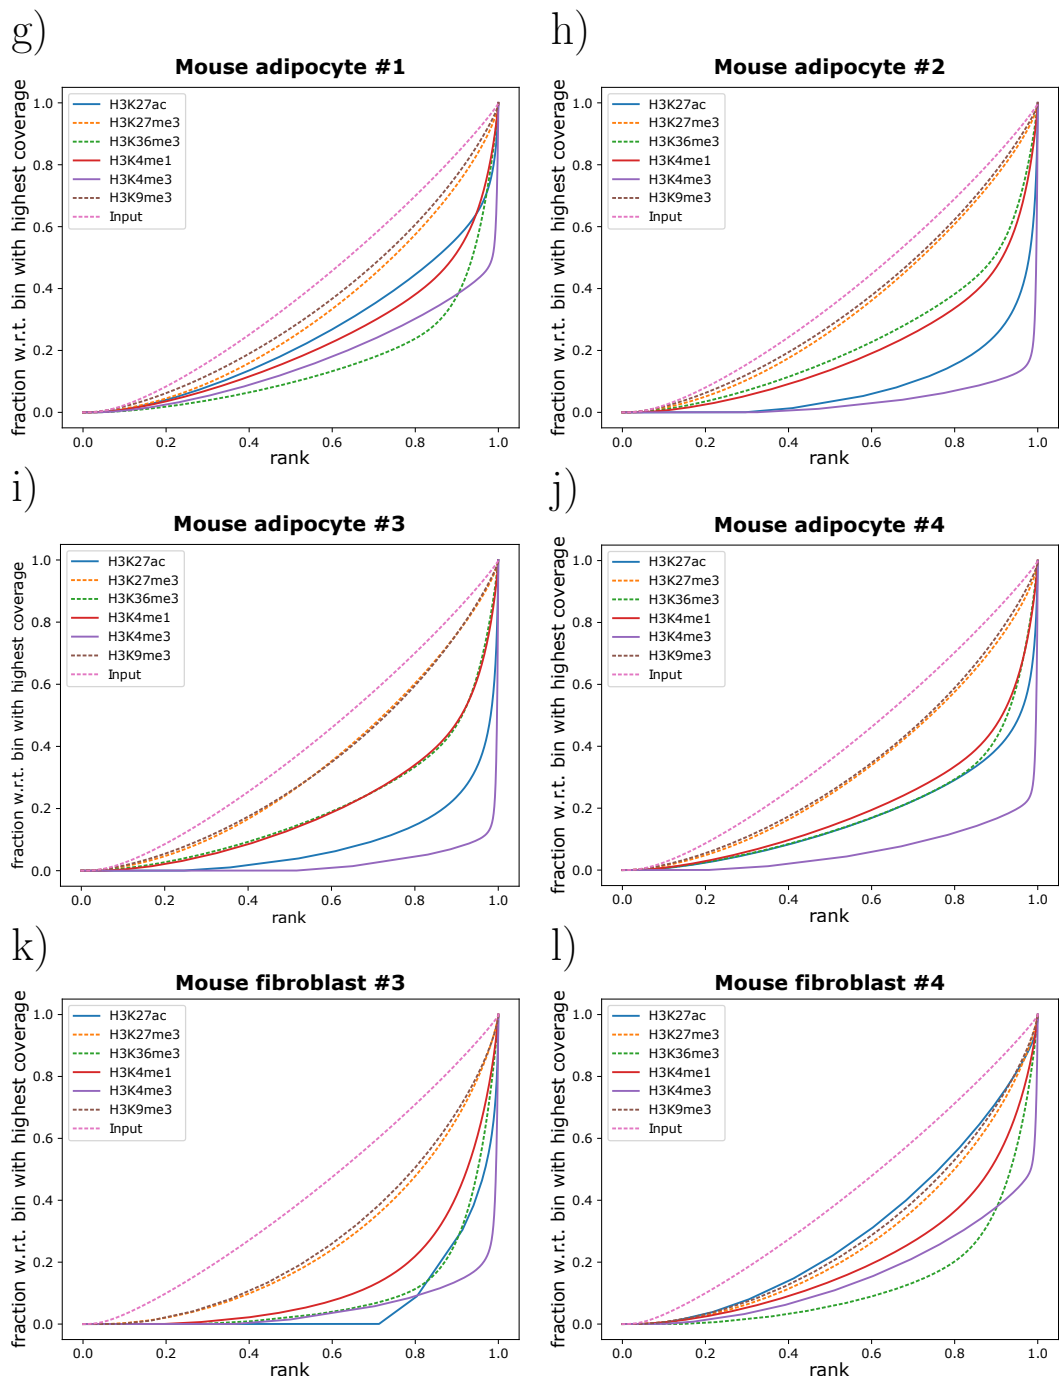 g)
Mouse adipocyte #1
fraction w.r.t. bin with highest coverage
1.0
0.8
0.6
0.4
0.2
0.0
H3K27ac
H3K27me3
H3K36me3
H3K4me1
H3K4me3
H3K9me3
Input
0.0 0.2 0.4 0.6 0.8 1.0
rank
h)
Mouse adipocyte #2
fraction w.r.t. bin with highest coverage
1.0
0.8
0.6
0.4
0.2
0.0
H3K27ac
H3K27me3
H3K36me3
H3K4me1
H3K4me3
H3K9me3
Input
0.0 0.2 0.4 0.6 0.8 1.0
rank
i)
Mouse adipocyte #3
fraction w.r.t. bin with highest coverage
1.0
0.8
0.6
0.4
0.2
0.0
H3K27ac
H3K27me3
H3K36me3
H3K4me1
H3K4me3
H3K9me3
Input
0.0 0.2 0.4 0.6 0.8 1.0
rank
j)
Mouse adipocyte #4
fraction w.r.t. bin with highest coverage
1.0
0.8
0.6
0.4
0.2
0.0
H3K27ac
H3K27me3
H3K36me3
H3K4me1
H3K4me3
H3K9me3
Input
0.0 0.2 0.4 0.6 0.8 1.0
rank
k)
Mouse fibroblast #3
fraction w.r.t. bin with highest coverage
1.0
0.8
0.6
0.4
0.2
0.0
H3K27ac
H3K27me3
H3K36me3
H3K4me1
H3K4me3
H3K9me3
Input
0.0 0.2 0.4 0.6 0.8 1.0
rank
l)
Mouse fibroblast #4
fraction w.r.t. bin with highest coverage
1.0
0.8
0.6
0.4
0.2
0.0
H3K27ac
H3K27me3
H3K36me3
H3K4me1
H3K4me3
H3K9me3
Input
0.0 0.2 0.4 0.6 0.8 1.0
rank